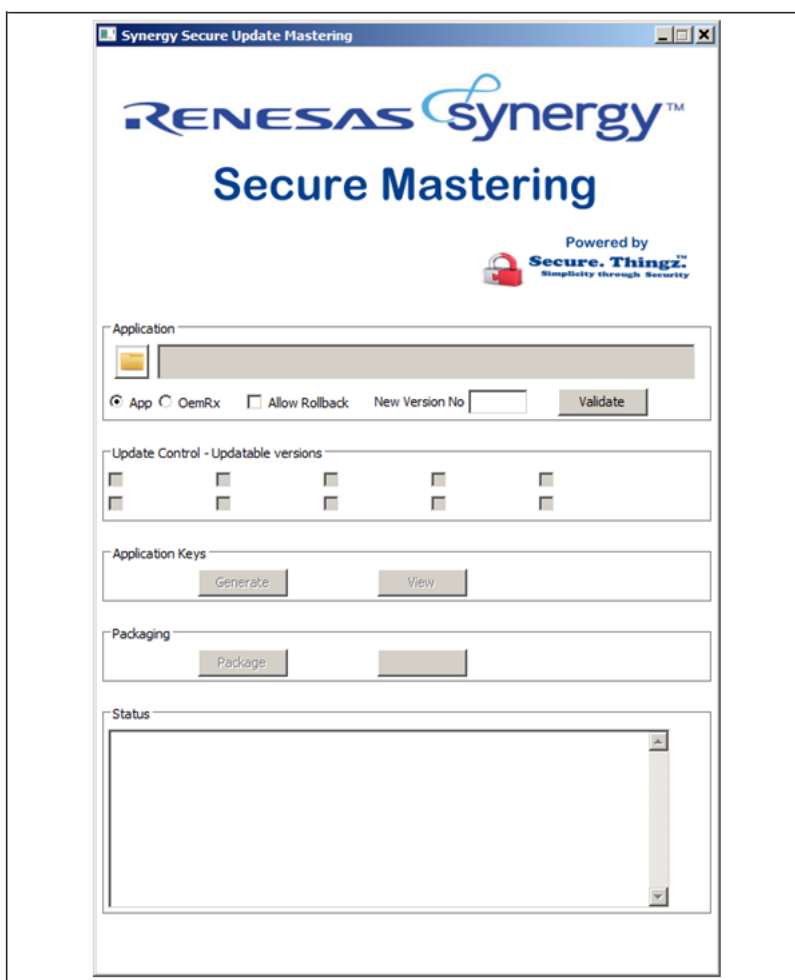 Synergy Secure Update Mastering
RENESAS synergy™
Secure Mastering
Powered by
Secure. Thingz.™
Simplicity through Security
Application
App OemRx Allow Rollback New Version No Validate
Update Control - Updatable versions
Application Keys
Generate View
Packaging
Package
Status